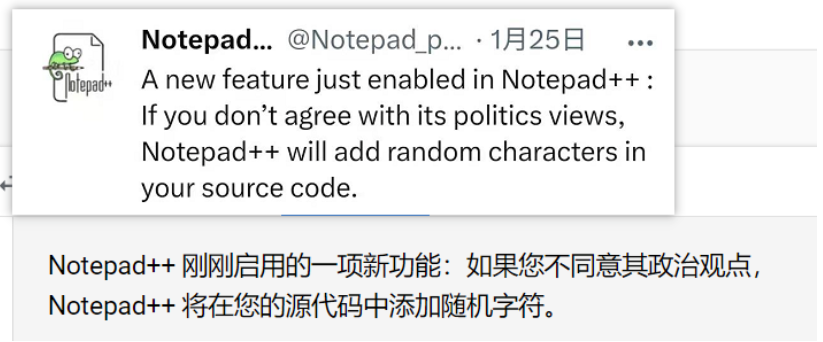 Notepad... @Notepad_p... · 1月25日 ...
notepad++
A new feature just enabled in Notepad++ :
If you don’t agree with its politics views,
Notepad++ will add random characters in
your source code.
Notepad++ 刚刚启用的一项新功能：如果您不同意其政治观点，
Notepad++ 将在您的源代码中添加随机字符。